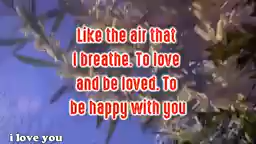 Like the air that
I breathe. To love
and be loved. To
be happy with you
i love you